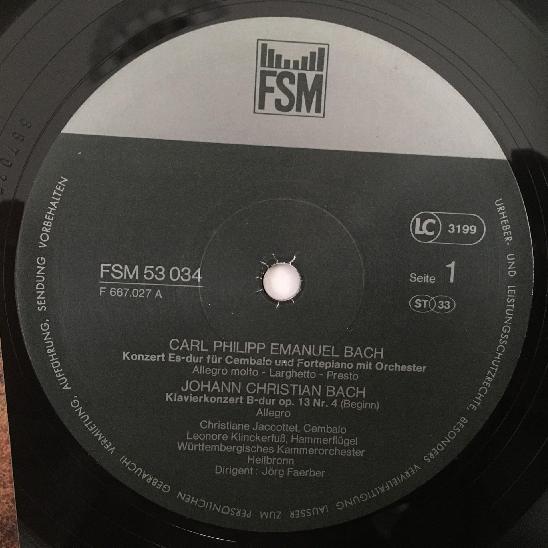 FSM
LC 3199
FSM 53 034
F 667.027 A
Seite 1
ST 33
CARL PHILIPP EMANUEL BACH
Konzert Es-dur für Cembalo und Fortepiano mit Orchester
Allegro molto - Larghetto - Presto
JOHANN CHRISTIAN BACH
Klavierkonzert B-dur op. 13 Nr. 4 (Beginn)
Allegro
Christiane Jaccottet, Cembalo
Leonore Klinckerfuß, Hammerflügel
Württembergisches Kammerorchester
Heilbronn
Dirigent: Jörg Faerber
URHEBER- UND LEISTUNGSSCHUTZRECHTE, BESONDERS VERVIELFÄLTIGUNG (AUSSER ZUM PERSÖNLICHEN GEBRAUCH) VERMIETUNG, AUFFÜHRUNG, SENDUNG VORBEHALTEN